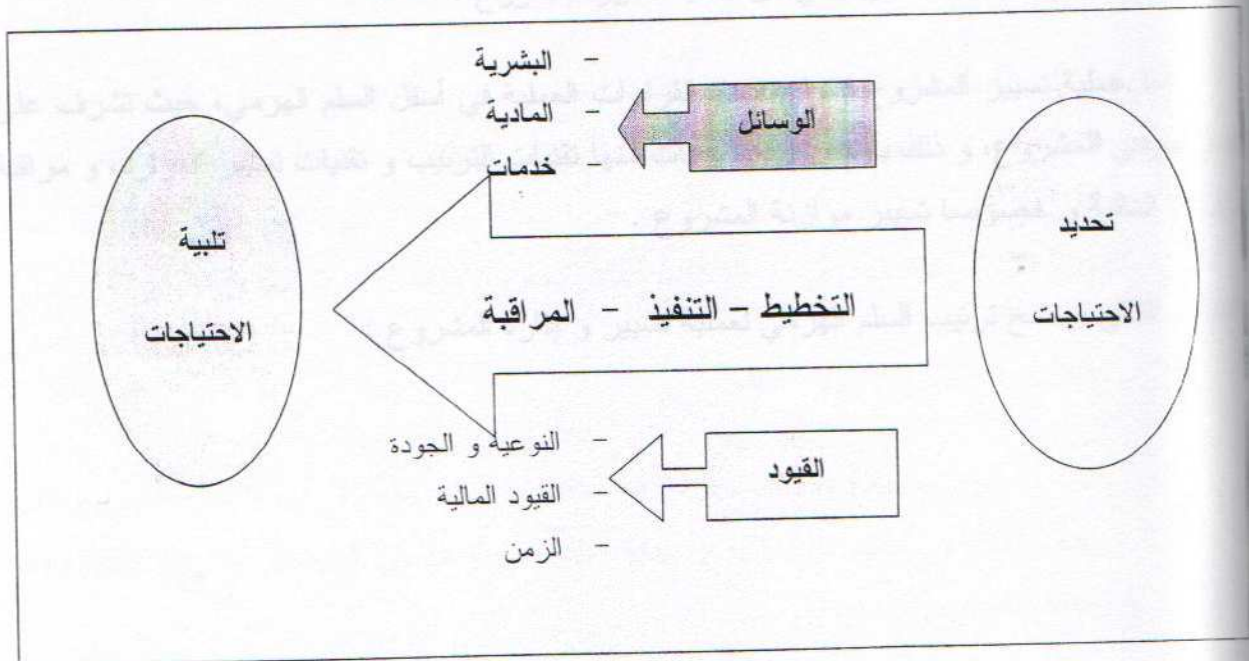 – البشرية
– المادية
– خدمات
الوسائل
تحديد
الاحتياجات
التخطيط – التنفيذ – المراقبة
تلبية
الاحتياجات
– النوعية و الجودة
– القيود المالية
– الزمن
القيود